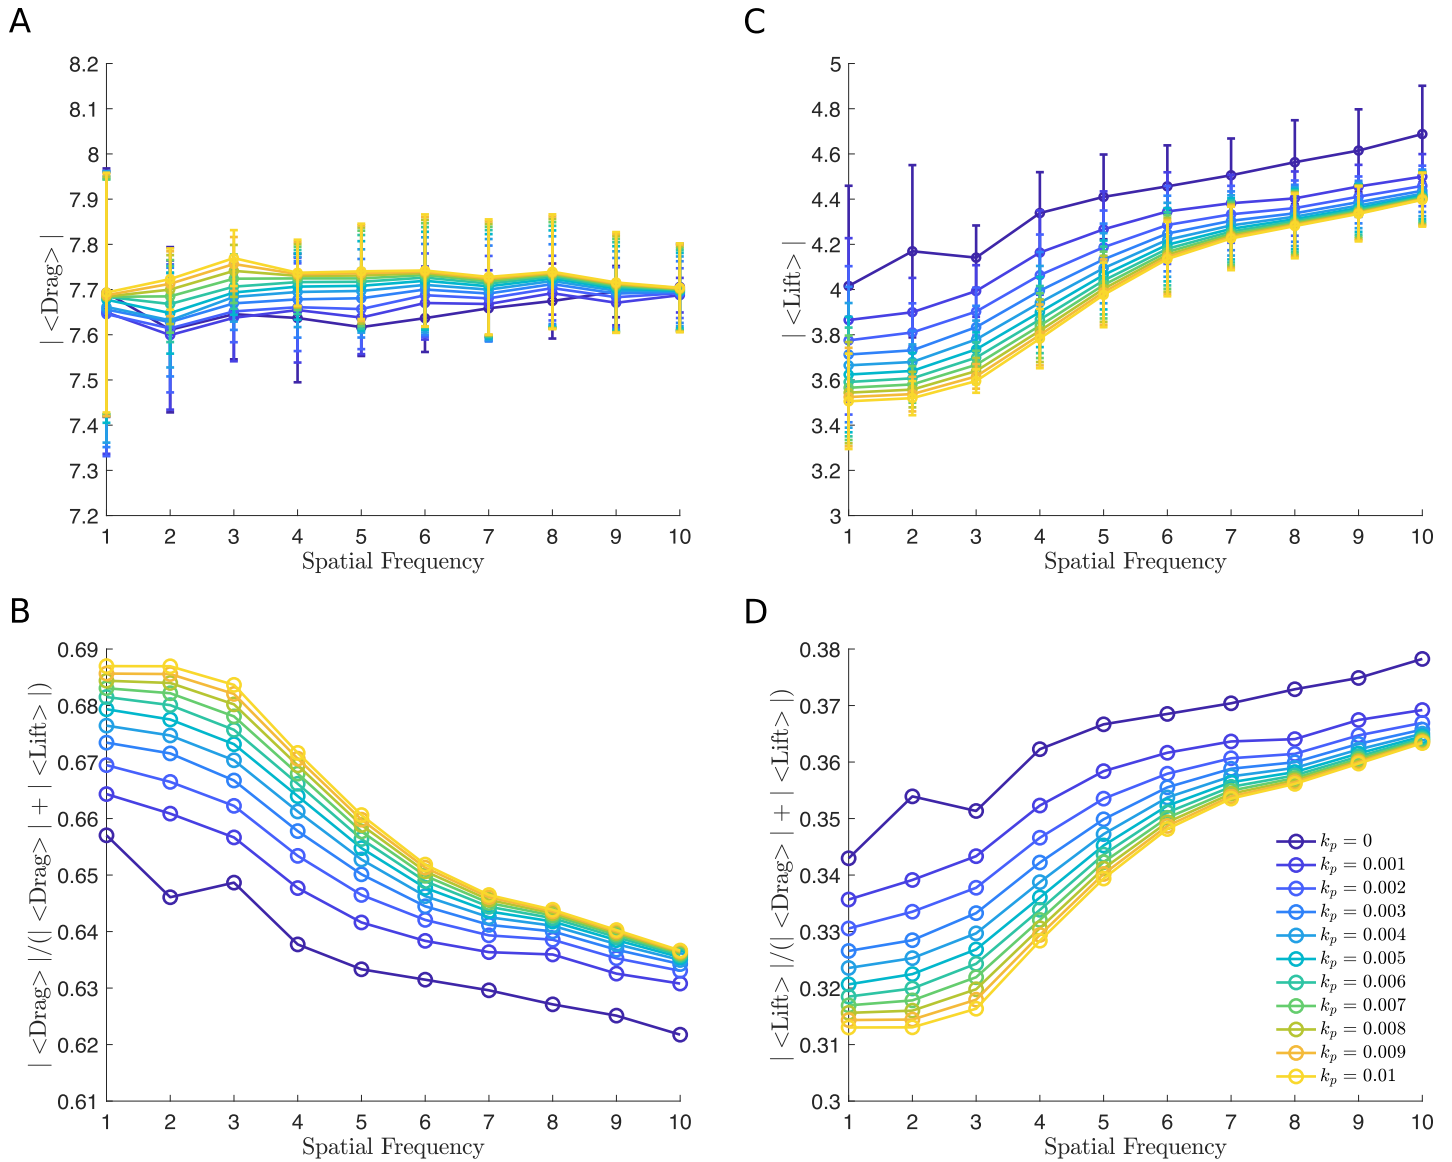 A
8.2
8.1
8
7.9
7.8
7.7
7.6
7.5
7.4
7.3
7.2
| <Drag> |
1 2 3 4 5 6 7 8 9 10
Spatial Frequency
C
5
4.8
4.6
4.4
4.2
4
3.8
3.6
3.4
3.2
3
| <Lift> |
1 2 3 4 5 6 7 8 9 10
Spatial Frequency
B
0.69
0.68
0.67
0.66
0.65
0.64
0.63
0.62
0.61
| <Drag> |/(| <Drag> | + | <Lift> |)
1 2 3 4 5 6 7 8 9 10
Spatial Frequency
D
0.38
0.37
0.36
0.35
0.34
0.33
0.32
0.31
0.3
| <Lift> |/(| <Drag> | + | <Lift> |)
k_p = 0
k_p = 0.001
k_p = 0.002
k_p = 0.003
k_p = 0.004
k_p = 0.005
k_p = 0.006
k_p = 0.007
k_p = 0.008
k_p = 0.009
k_p = 0.01
1 2 3 4 5 6 7 8 9 10
Spatial Frequency